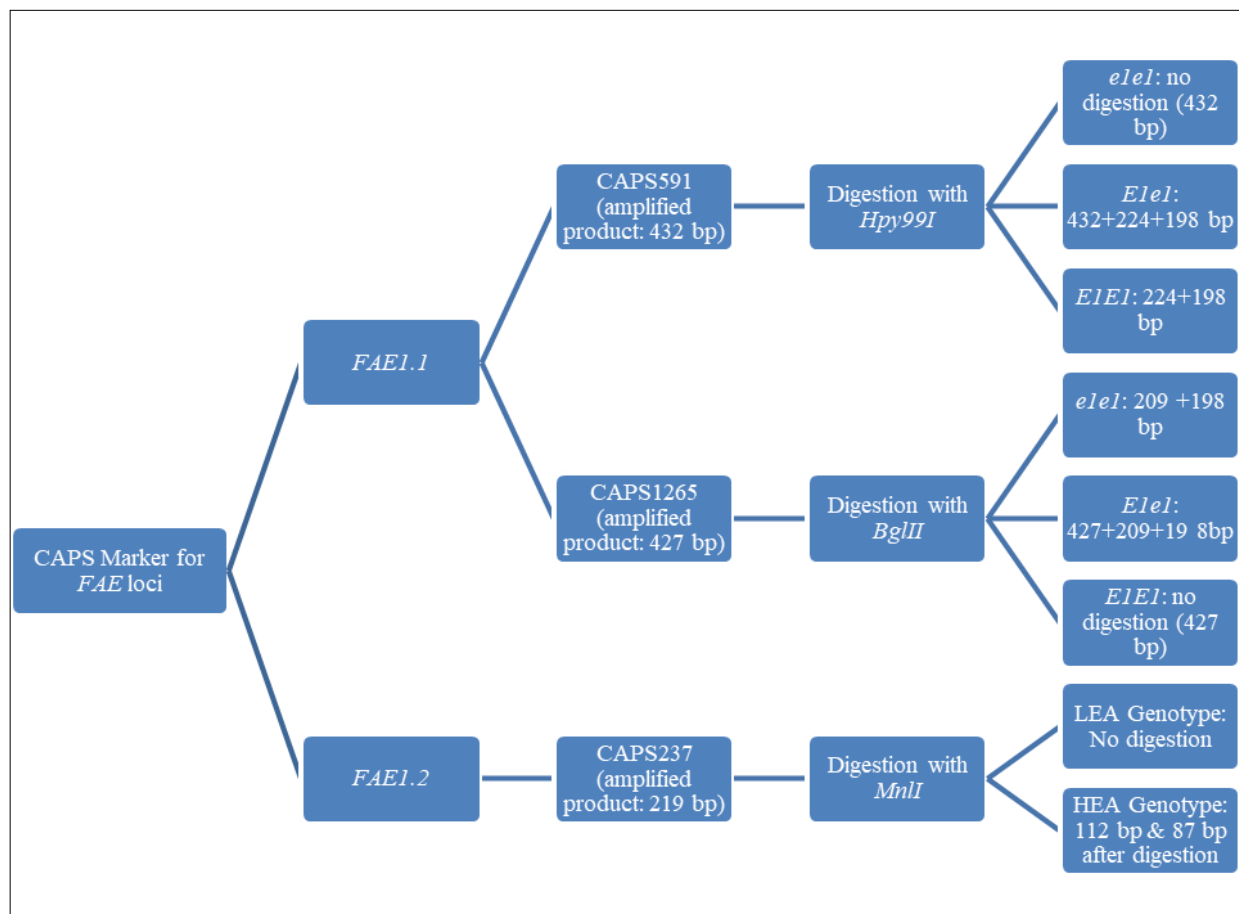 CAPS Marker for
FAE loci
FAE1.1
CAPS591
(amplified
product: 432 bp)
Digestion with
Hpy99I
e1e1: no
digestion (432
bp)
E1e1:
432+224+198 bp
E1E1: 224+198
bp
CAPS1265
(amplified
product: 427 bp)
Digestion with
BglII
e1e1: 209 +198
bp
E1e1:
427+209+19 8bp
E1E1: no
digestion (427
bp)
FAE1.2
CAPS237
(amplified
product: 219 bp)
Digestion with
MnlI
LEA Genotype:
No digestion
HEA Genotype:
112 bp & 87 bp
after digestion